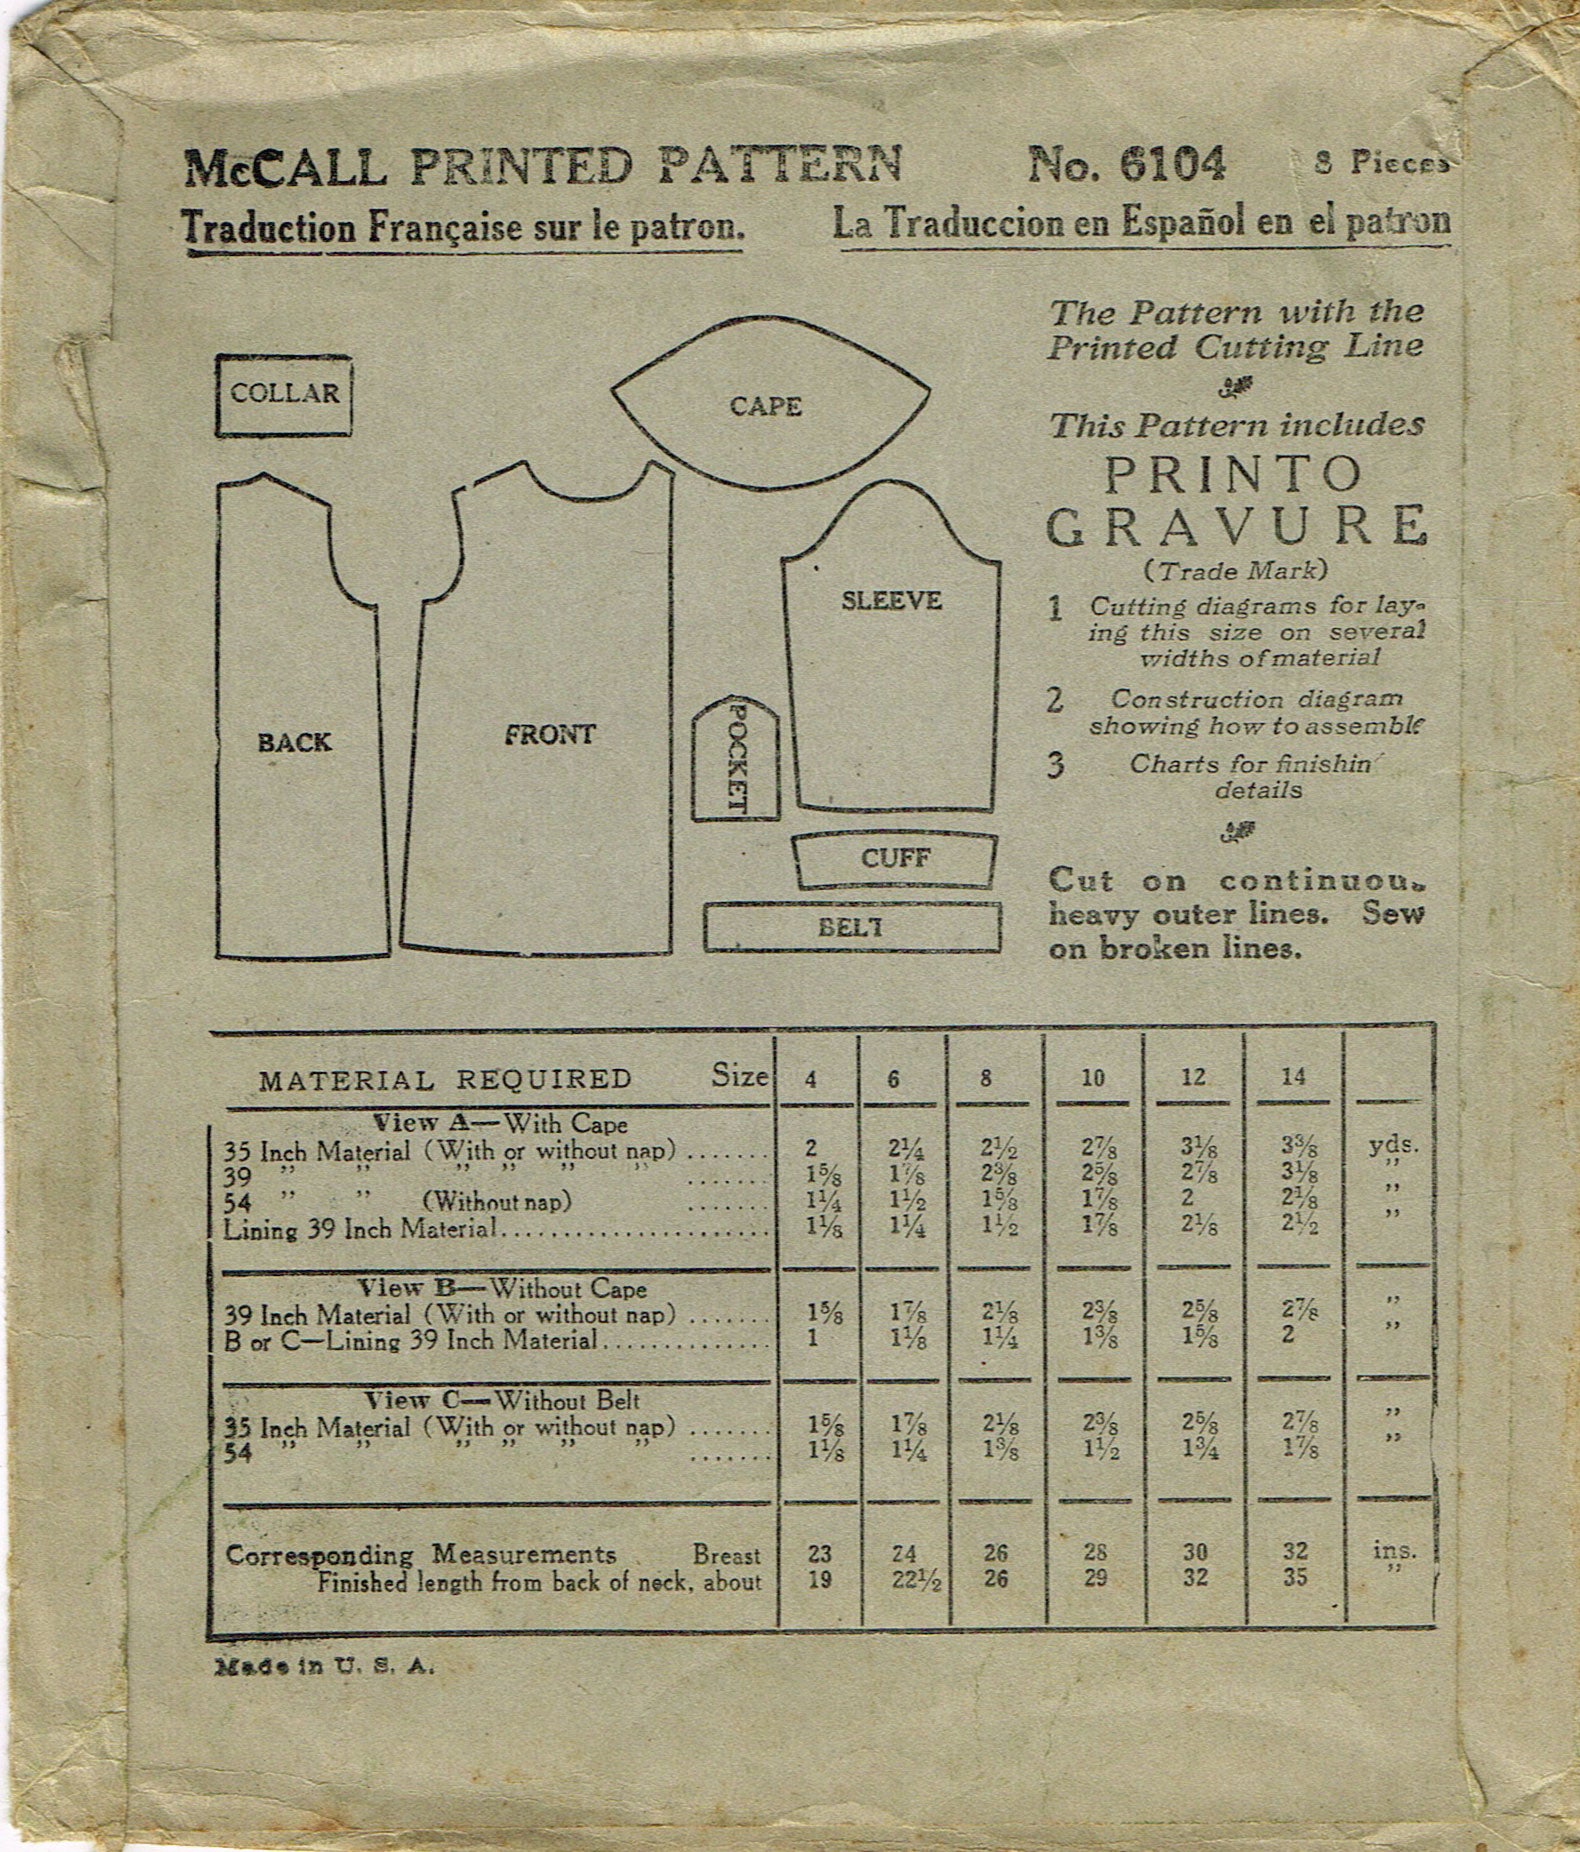 McCALL PRINTED PATTERN No. 6104 8 Pieces
Traduction Française sur le patron. La Traduccion en Español en el patron
COLLAR
CAPE
BACK
FRONT
POCKET
SLEEVE
CUFF
BELT
The Pattern with the
Printed Cutting Line
This Pattern includes
PRINTO
GRAVURE
(Trade Mark)
1 Cutting diagrams for lay-
ing this size on several
widths of material
2 Construction diagram
showing how to assemble
3 Charts for finishin
details
Cut on continuou
heavy outer lines. Sew
on broken lines.
MATERIAL REQUIRED Size 4 6 8 10 12 14
View A—With Cape
35 Inch Material (With or without nap) ....... 2 2¼ 2½ 2⅞ 3⅛ 3⅜ yds.
39 " " " " " " ....... 1⅝ 1⅞ 2⅜ 2⅝ 2⅞ 3⅛ "
54 " " (Without nap) ....... 1¼ 1½ 1⅝ 1⅞ 2 2⅛ "
Lining 39 Inch Material...................... 1⅛ 1¼ 1½ 1⅞ 2⅛ 2½ "
View B—Without Cape
39 Inch Material (With or without nap) ....... 1⅝ 1⅞ 2⅛ 2⅜ 2⅝ 2⅞ "
B or C—Lining 39 Inch Material.............. 1 1⅛ 1¼ 1⅜ 1⅝ 2 "
View C—Without Belt
35 Inch Material (With or without nap) ....... 1⅝ 1⅞ 2⅛ 2⅜ 2⅝ 2⅞ "
54 " " " " " " ....... 1⅛ 1¼ 1⅜ 1½ 1¾ 1⅞ "
Corresponding Measurements Breast 23 24 26 28 30 32 ins.
Finished length from back of neck, about 19 22½ 26 29 32 35 "
Made in U. S. A.